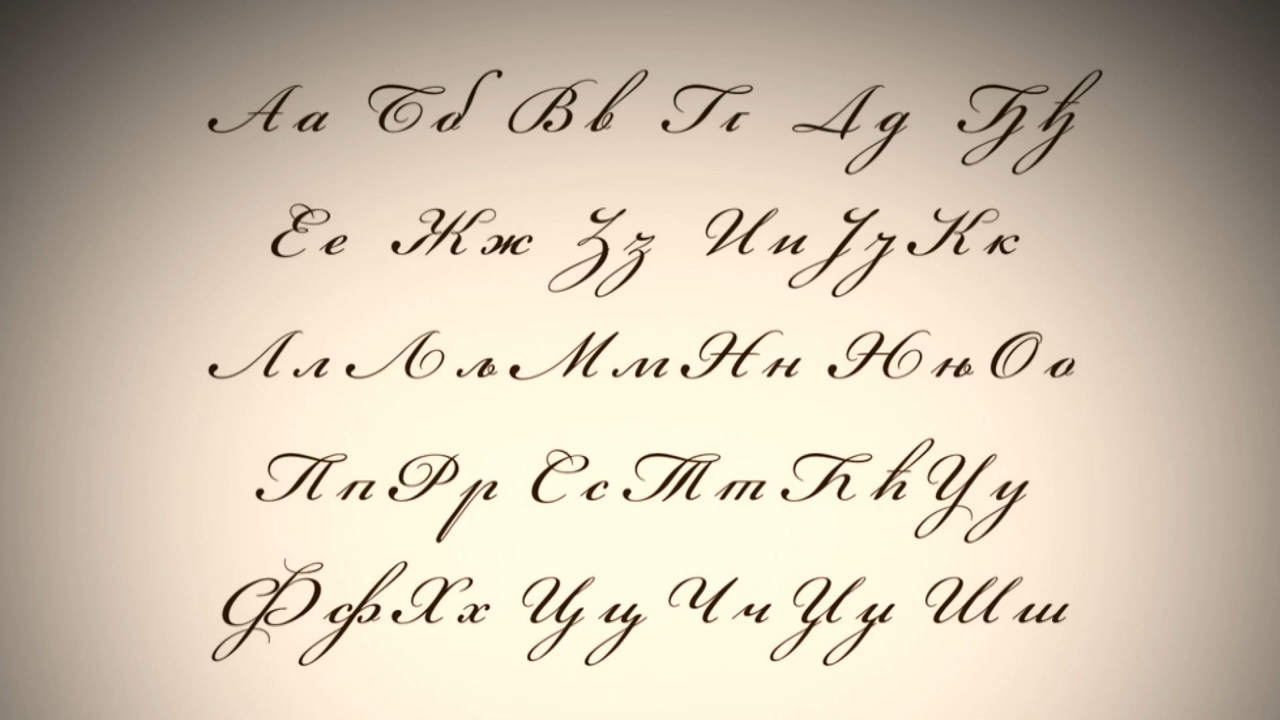 Аа Бб Вв Гг Дд Ђђ
Ее Жж Зз Ии Јј Кк
Лл Љљ Мм Нн Њњ Оо
Пп Рр Сс Тт Ћћ Уу
Фф Хх Цц Чч Џџ Шш